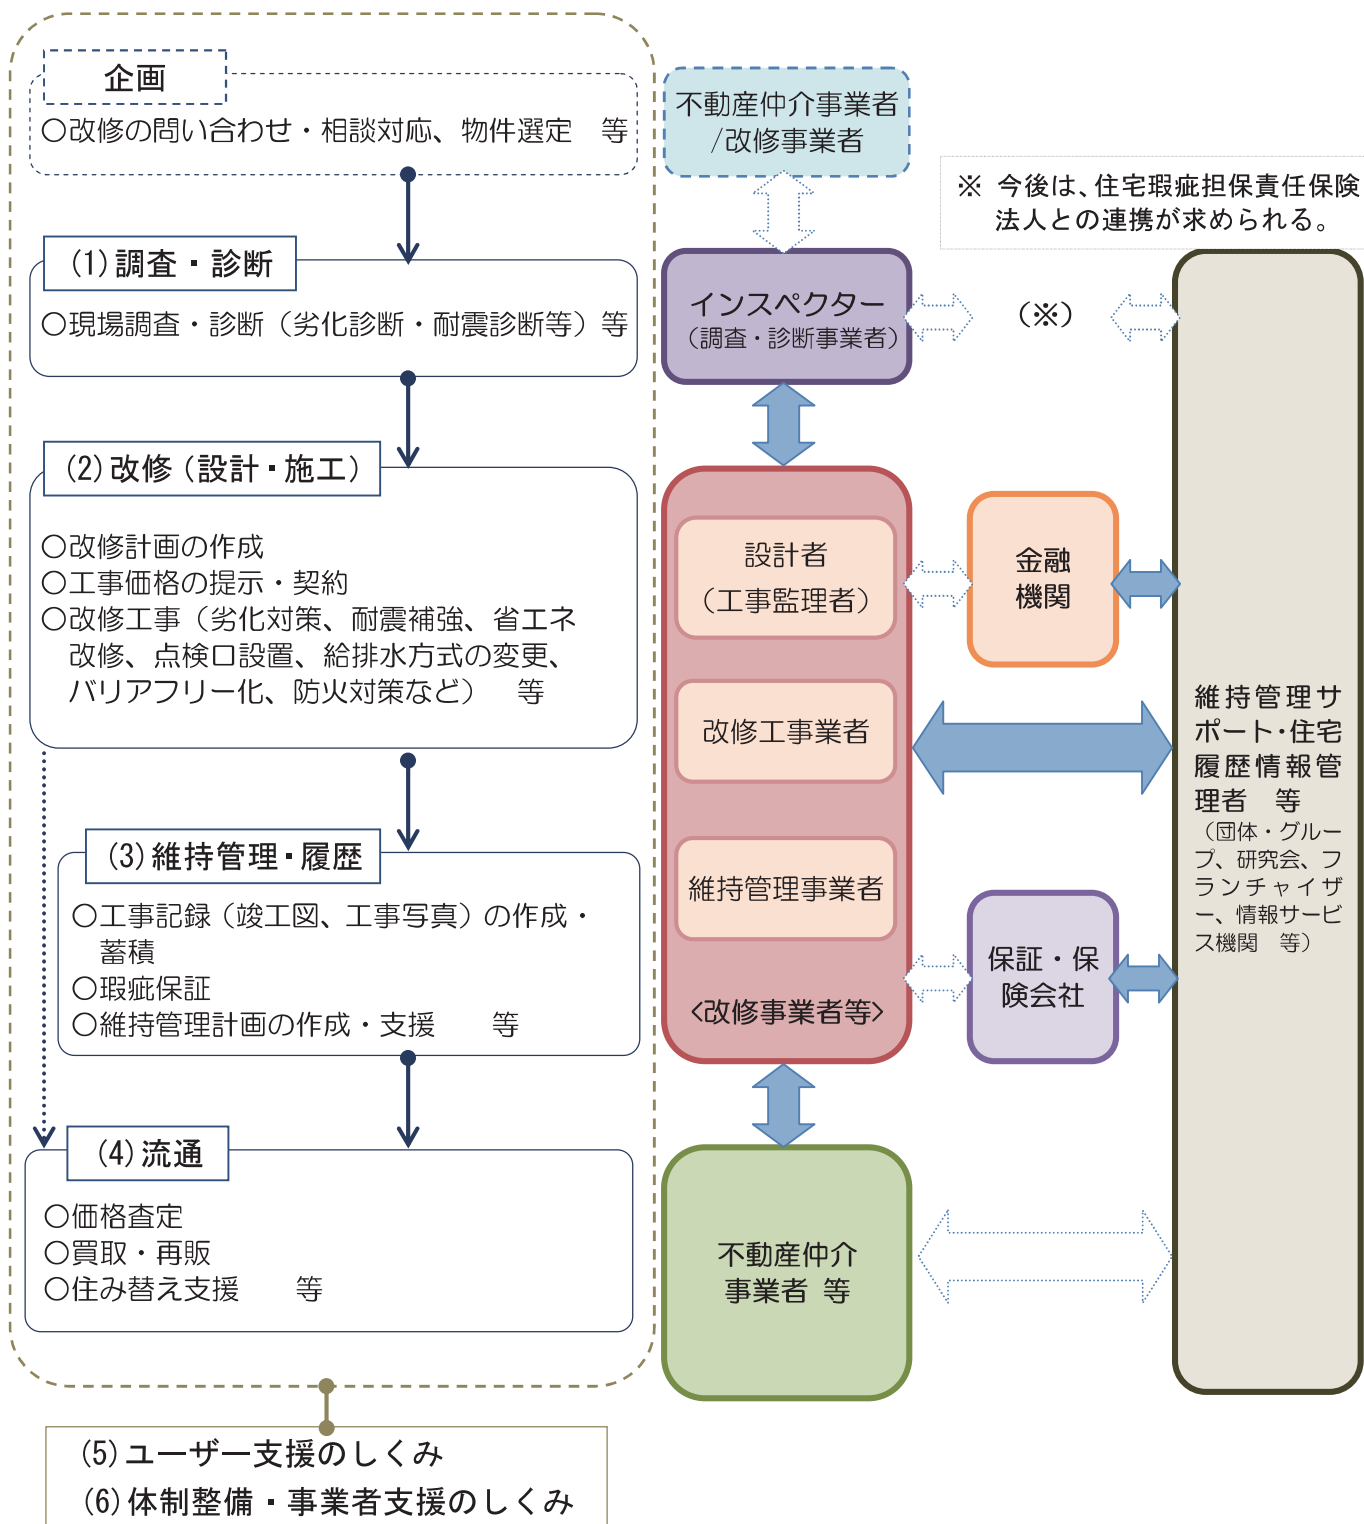 企画
○改修の問い合わせ・相談対応、物件選定　等
(1)調査・診断
○現場調査・診断（劣化診断・耐震診断等）等
(2)改修（設計・施工）
○改修計画の作成
○工事価格の提示・契約
○改修工事（劣化対策、耐震補強、省エネ
改修、点検口設置、給排水方式の変更、
バリアフリー化、防火対策など）　等
(3)維持管理・履歴
○工事記録（竣工図、工事写真）の作成・
蓄積
○瑕疵保証
○維持管理計画の作成・支援　　等
(4)流通
○価格査定
○買取・再販
○住み替え支援　　等
(5)ユーザー支援のしくみ
(6)体制整備・事業者支援のしくみ
不動産仲介事業者
/改修事業者
インスペクター
（調査・診断事業者）
設計者
（工事監理者）
改修工事業者
維持管理事業者
<改修事業者等>
不動産仲介
事業者 等
※ 今後は、住宅瑕疵担保責任保険
法人との連携が求められる。
（※）
金融
機関
保証・保
険会社
維持管理サ
ポート・住宅
履歴情報管
理者　等
（団体・グルー
プ、研究会、フ
ランチャイザ
ー、情報サービ
ス機関　等）